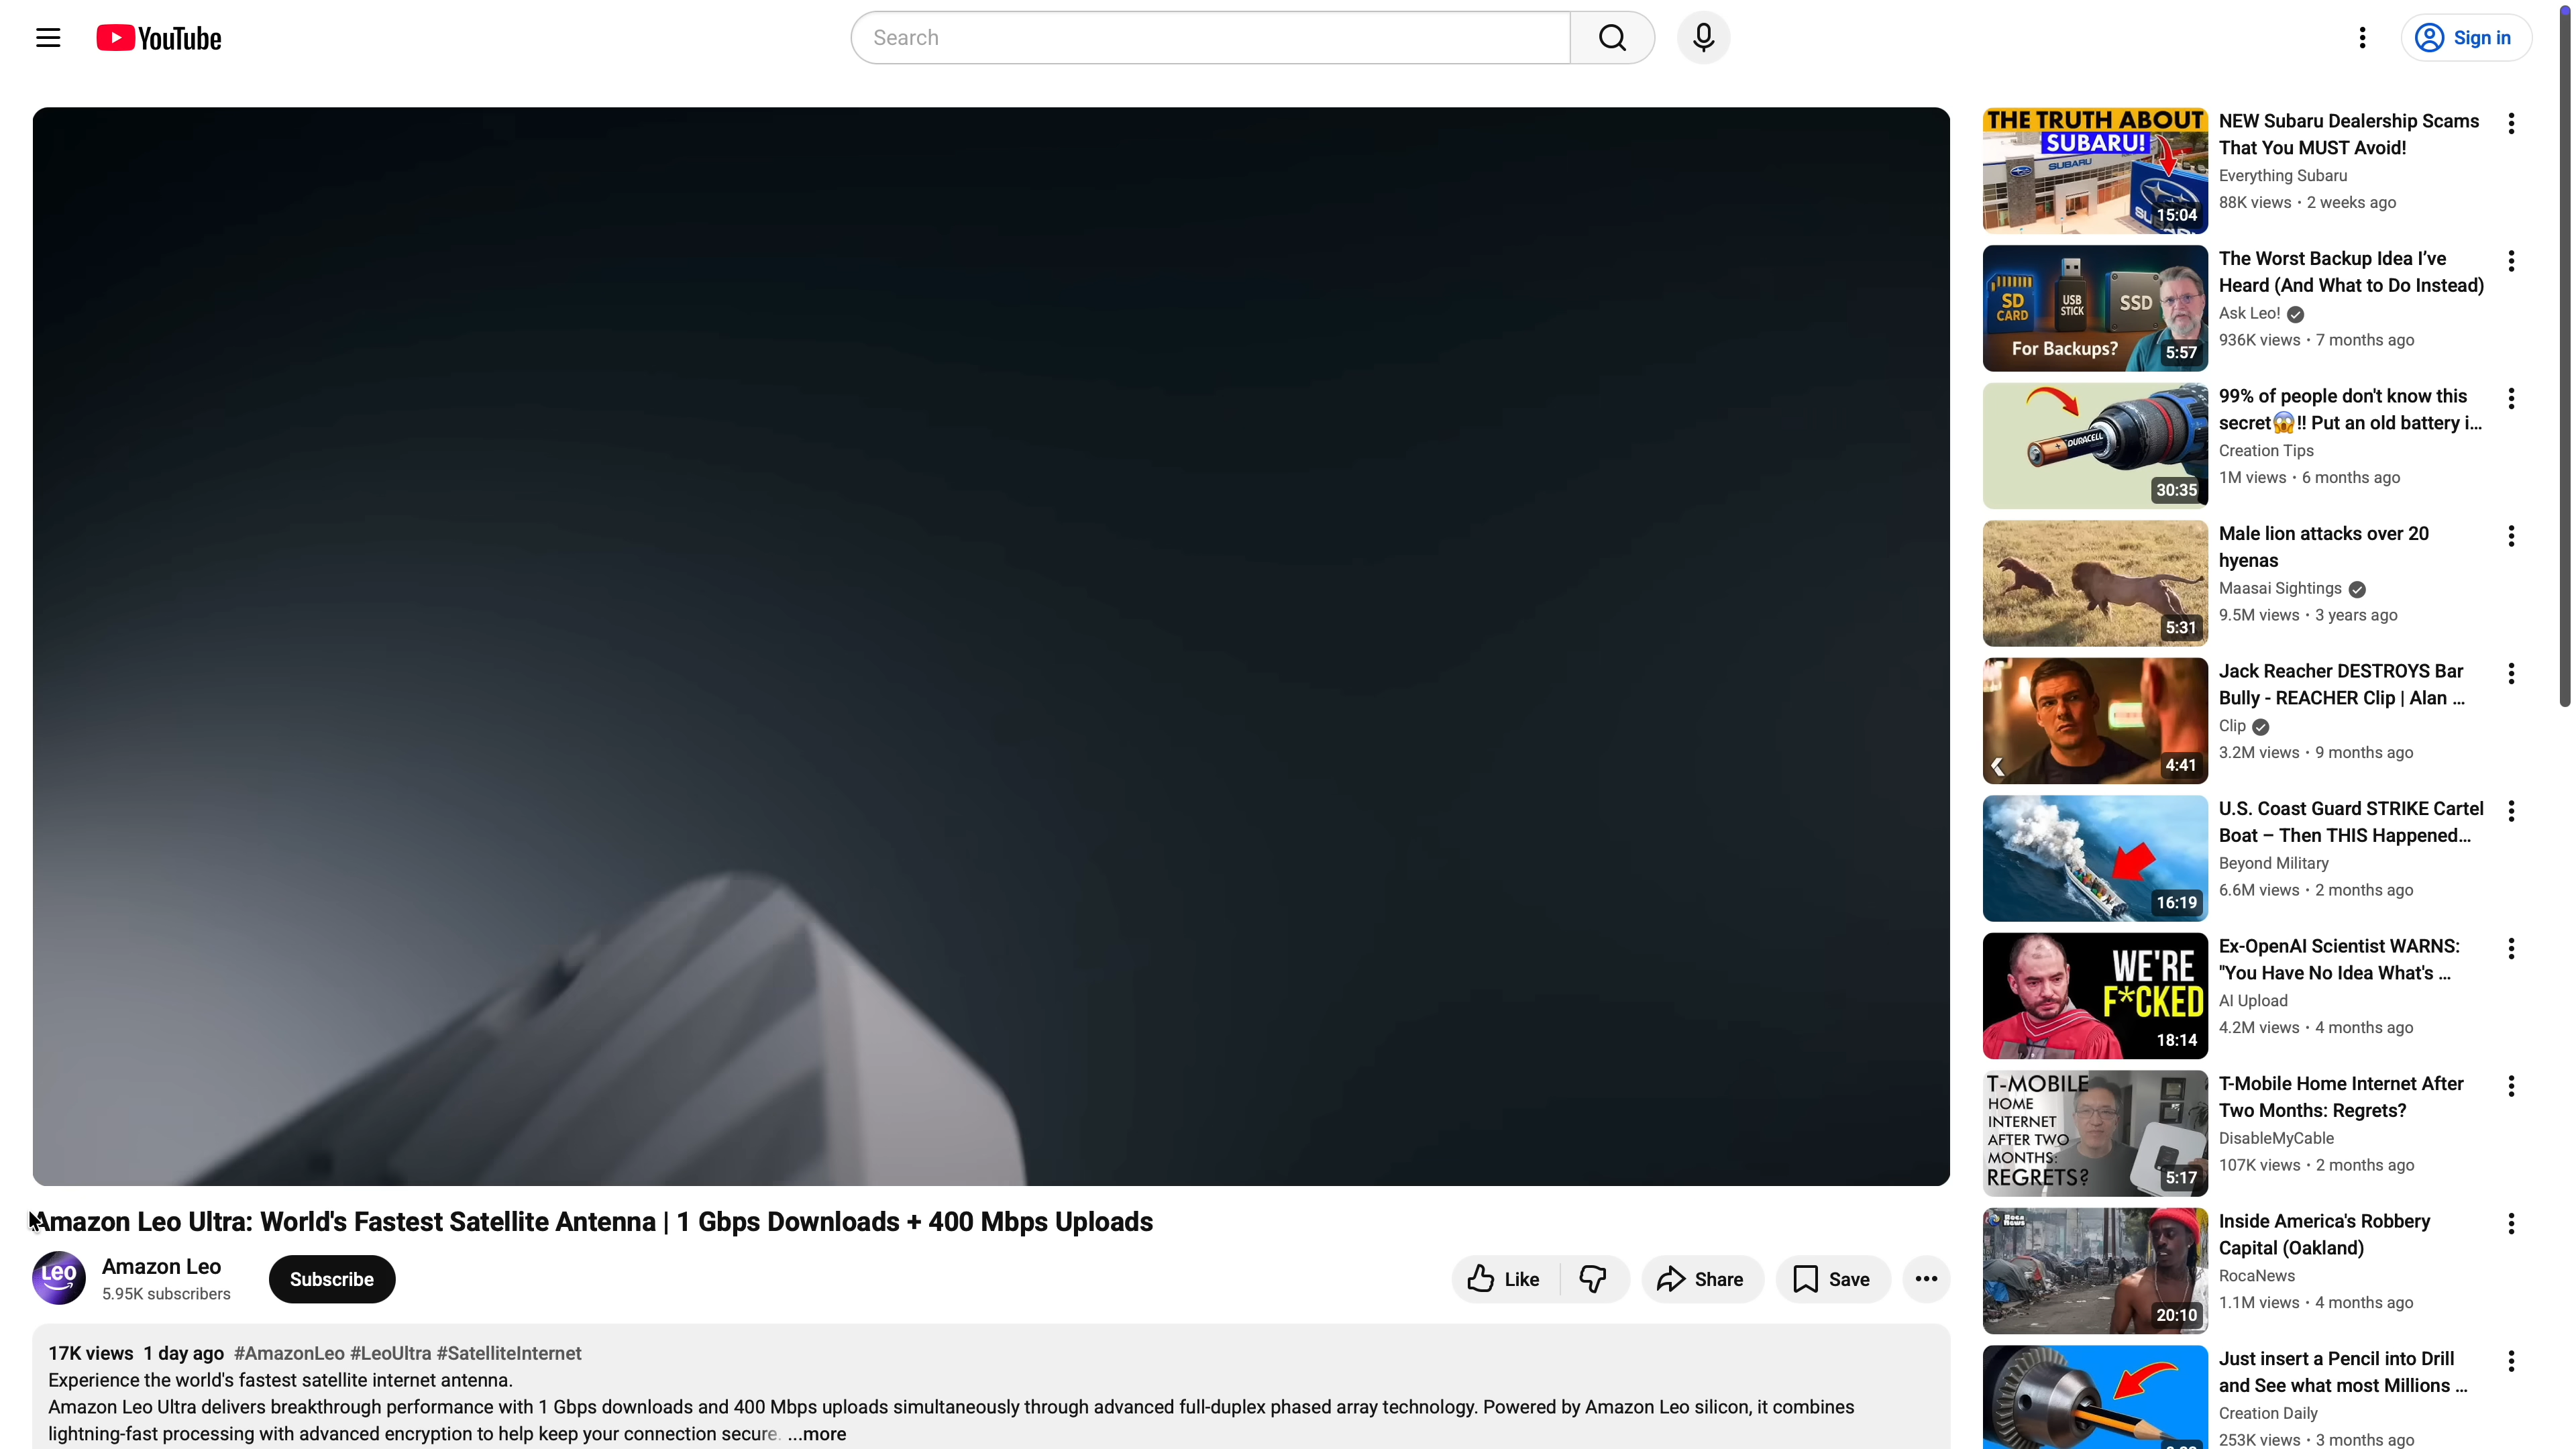 YouTube
Search
Sign in
Amazon Leo Ultra: World's Fastest Satellite Antenna | 1 Gbps Downloads + 400 Mbps Uploads
Leo
Amazon Leo
5.95K subscribers
Subscribe
Like
Share
Save
17K views 1 day ago #AmazonLeo #LeoUltra #SatelliteInternet
Experience the world's fastest satellite internet antenna.
Amazon Leo Ultra delivers breakthrough performance with 1 Gbps downloads and 400 Mbps uploads simultaneously through advanced full-duplex phased array technology. Powered by Amazon Leo silicon, it combines
lightning-fast processing with advanced encryption to help keep your connection secure. ...more
THE TRUTH ABOUT
SUBARU!
SUBARU
15:04
NEW Subaru Dealership Scams
That You MUST Avoid!
Everything Subaru
88K views • 2 weeks ago
SD
CARD
USB
STICK
SSD
For Backups?
5:57
The Worst Backup Idea I've
Heard (And What to Do Instead)
Ask Leo!
936K views • 7 months ago
DURACELL
30:35
99% of people don't know this
secret😱!! Put an old battery i...
Creation Tips
1M views • 6 months ago
5:31
Male lion attacks over 20
hyenas
Maasai Sightings
9.5M views • 3 years ago
4:41
Jack Reacher DESTROYS Bar
Bully - REACHER Clip | Alan ...
Clip
3.2M views • 9 months ago
16:19
U.S. Coast Guard STRIKE Cartel
Boat – Then THIS Happened...
Beyond Military
6.6M views • 2 months ago
WE'RE
F*CKED
18:14
Ex-OpenAI Scientist WARNS:
"You Have No Idea What's ...
AI Upload
4.2M views • 4 months ago
T-MOBILE
HOME
INTERNET
AFTER TWO
MONTHS:
REGRETS?
5:17
T-Mobile Home Internet After
Two Months: Regrets?
DisableMyCable
107K views • 2 months ago
Roca
News
20:10
Inside America's Robbery
Capital (Oakland)
RocaNews
1.1M views • 4 months ago
Just insert a Pencil into Drill
and See what most Millions ...
Creation Daily
253K views • 3 months ago